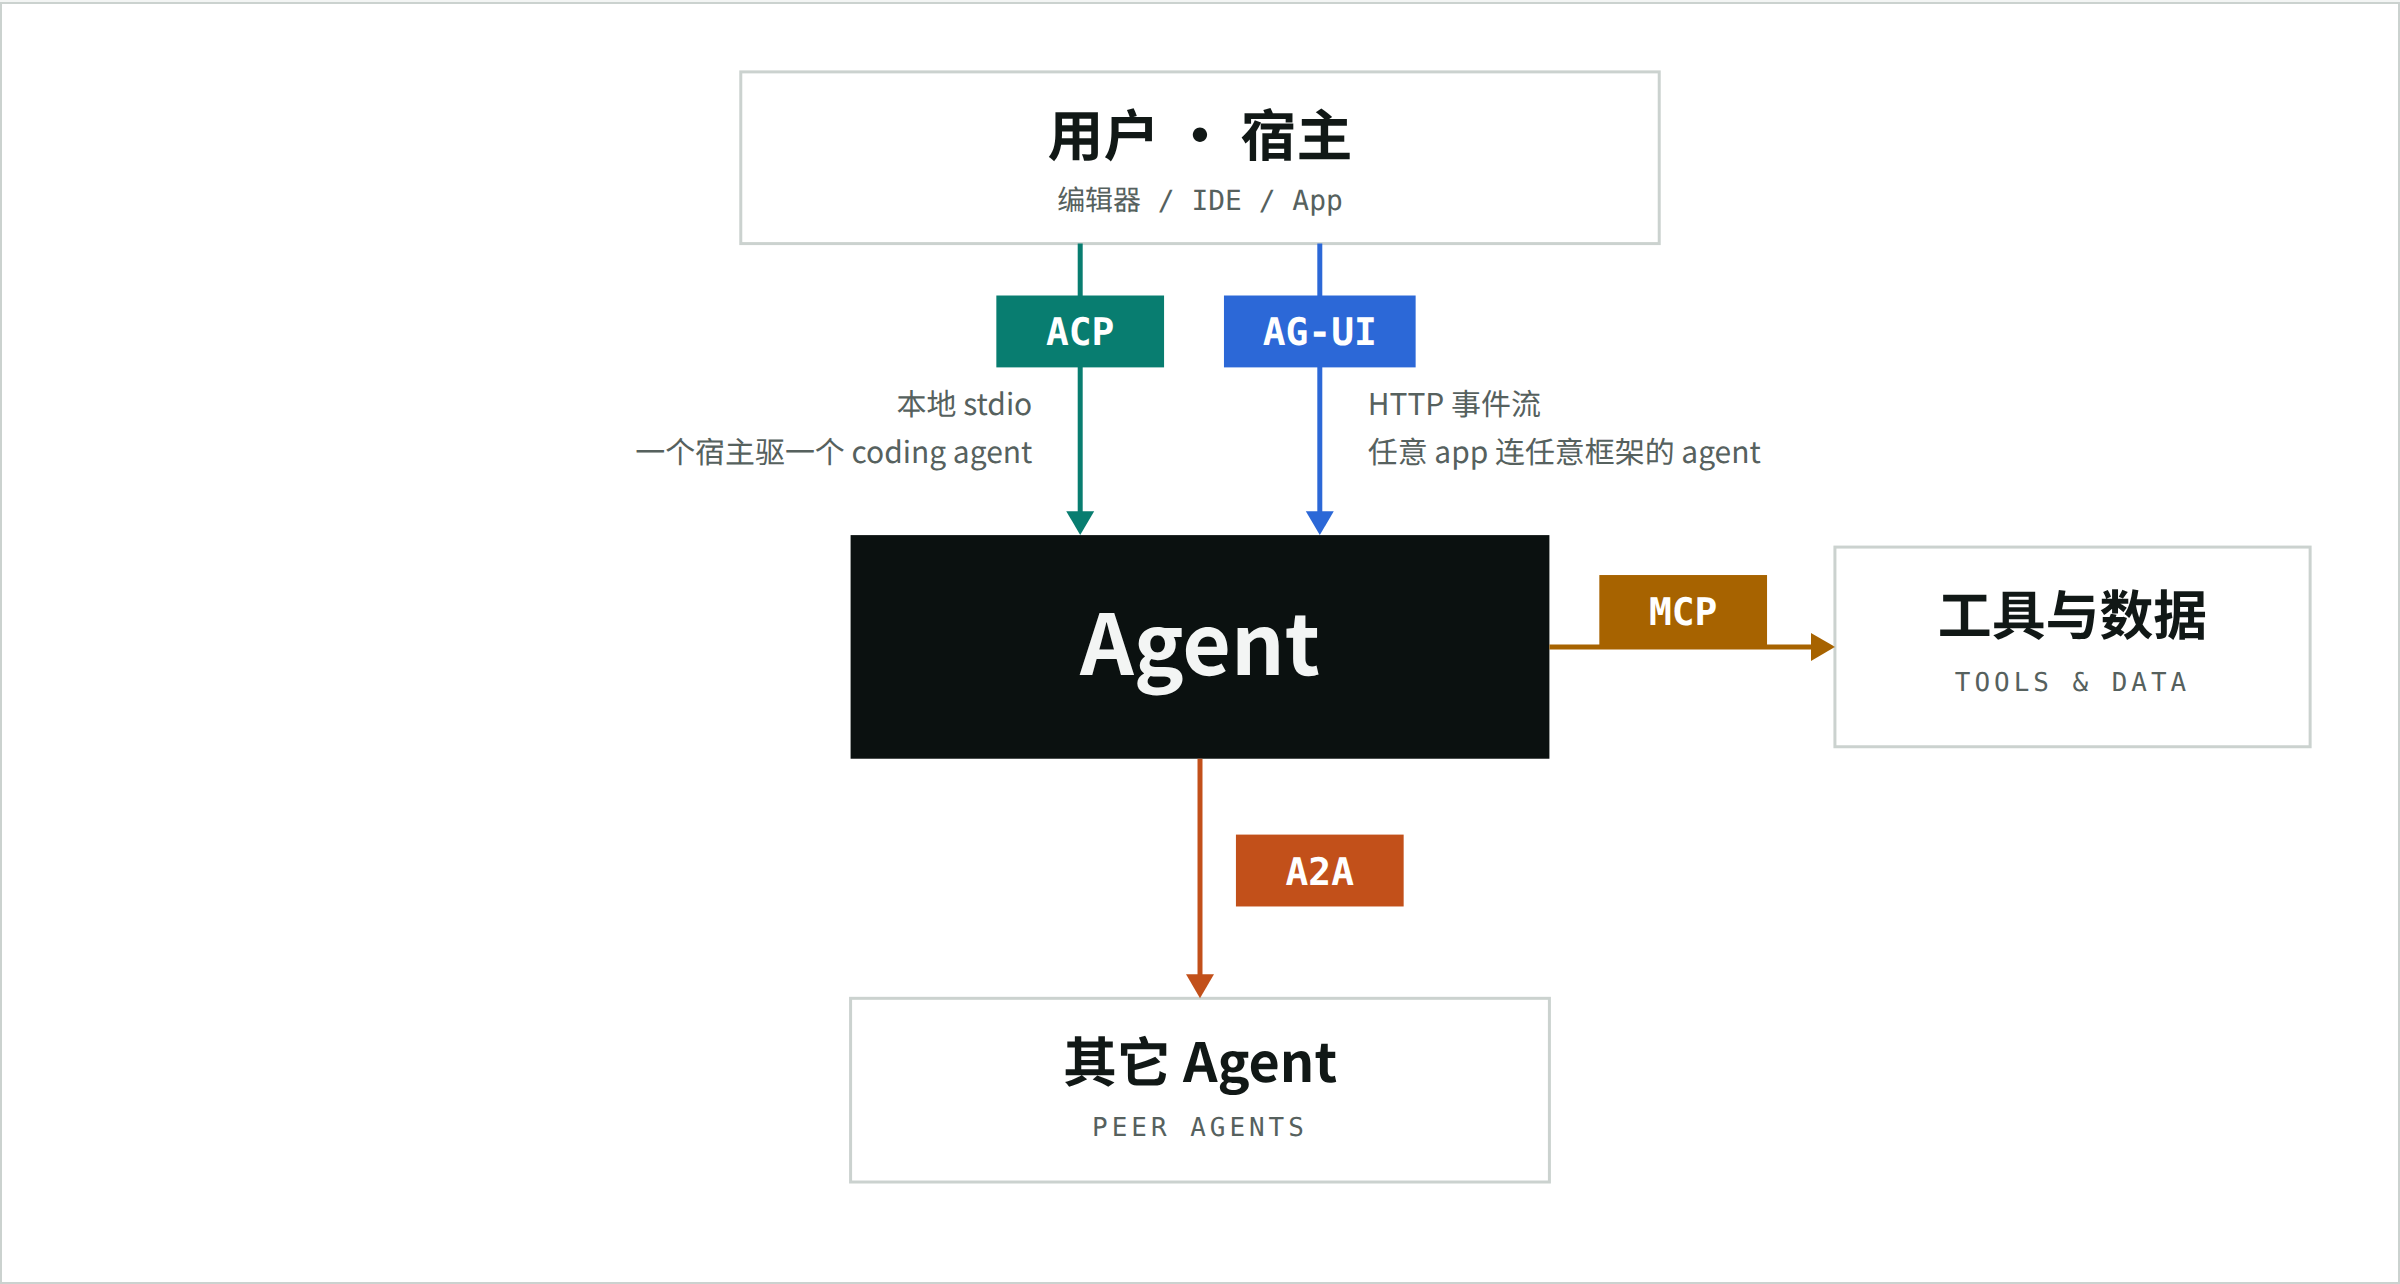 用户 · 宿主
编辑器 / IDE / App
ACP
AG-UI
本地 stdio
一个宿主驱一个 coding agent
HTTP 事件流
任意 app 连任意框架的 agent
Agent
MCP
工具与数据
TOOLS & DATA
A2A
其它 Agent
PEER AGENTS